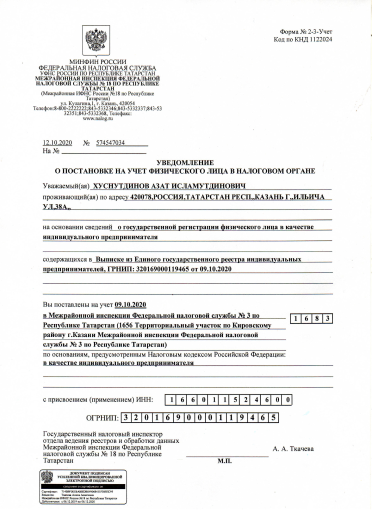 Форма № 2-3-Учет
Код по КНД 1122024
МИНФИН РОССИИ
ФЕДЕРАЛЬНАЯ НАЛОГОВАЯ СЛУЖБА
УФНС РОССИИ ПО РЕСПУБЛИКЕ ТАТАРСТАН
МЕЖРАЙОННАЯ ИНСПЕКЦИЯ ФЕДЕРАЛЬНОЙ
НАЛОГОВОЙ СЛУЖБЫ № 18 ПО РЕСПУБЛИКЕ
ТАТАРСТАН
(Межрайонная ИФНС России №18 по Республике
Татарстан)
ул. Кулагина,1, г. Казань, 420054
Телефон:8-800-2222222;843-5332346;843-5332337;843-53
32351;843-5332368, Телефакс:
www.nalog.ru
12.10.2020 № 574547034
На №
УВЕДОМЛЕНИЕ
О ПОСТАНОВКЕ НА УЧЕТ ФИЗИЧЕСКОГО ЛИЦА В НАЛОГОВОМ ОРГАНЕ
Уважаемый(ая) ХУСНУТДИНОВ АЗАТ ИСЛАМУТДИНОВИЧ
проживающий(ая) по адресу 420078,РОССИЯ,ТАТАРСТАН РЕСП,,КАЗАНЬ Г,,ИЛЬИЧА
УЛ,38А,,
на основании сведений о государственной регистрации физического лица в качестве
индивидуального предпринимателя
содержащихся в Выписке из Единого государственного реестра индивидуальных
предпринимателей, ГРНИП: 320169000119465 от 09.10.2020
Вы поставлены на учет 09.10.2020
в Межрайонной инспекции Федеральной налоговой службы № 3 по
Республике Татарстан (1656 Территориальный участок по Кировскому
району г.Казани Межрайонной инспекции Федеральной налоговой
службы № 3 по Республике Татарстан)
1 6 8 3
по основаниям, предусмотренным Налоговым кодексом Российской Федерации:
в качестве индивидуального предпринимателя
с присвоением (применением) ИНН: 1 6 6 0 1 1 5 2 4 6 0 0
ОГРНИП: 3 2 0 1 6 9 0 0 0 1 1 9 4 6 5
Государственный налоговый инспектор
отдела ведения реестров и обработки данных
Межрайонной инспекции Федеральной
налоговой службы № 18 по Республике
Татарстан
А. А. Ткачева
М.П.
ДОКУМЕНТ ПОДПИСАН
УСИЛЕННОЙ КВАЛИФИЦИРОВАННОЙ
ЭЛЕКТРОННОЙ ПОДПИСЬЮ